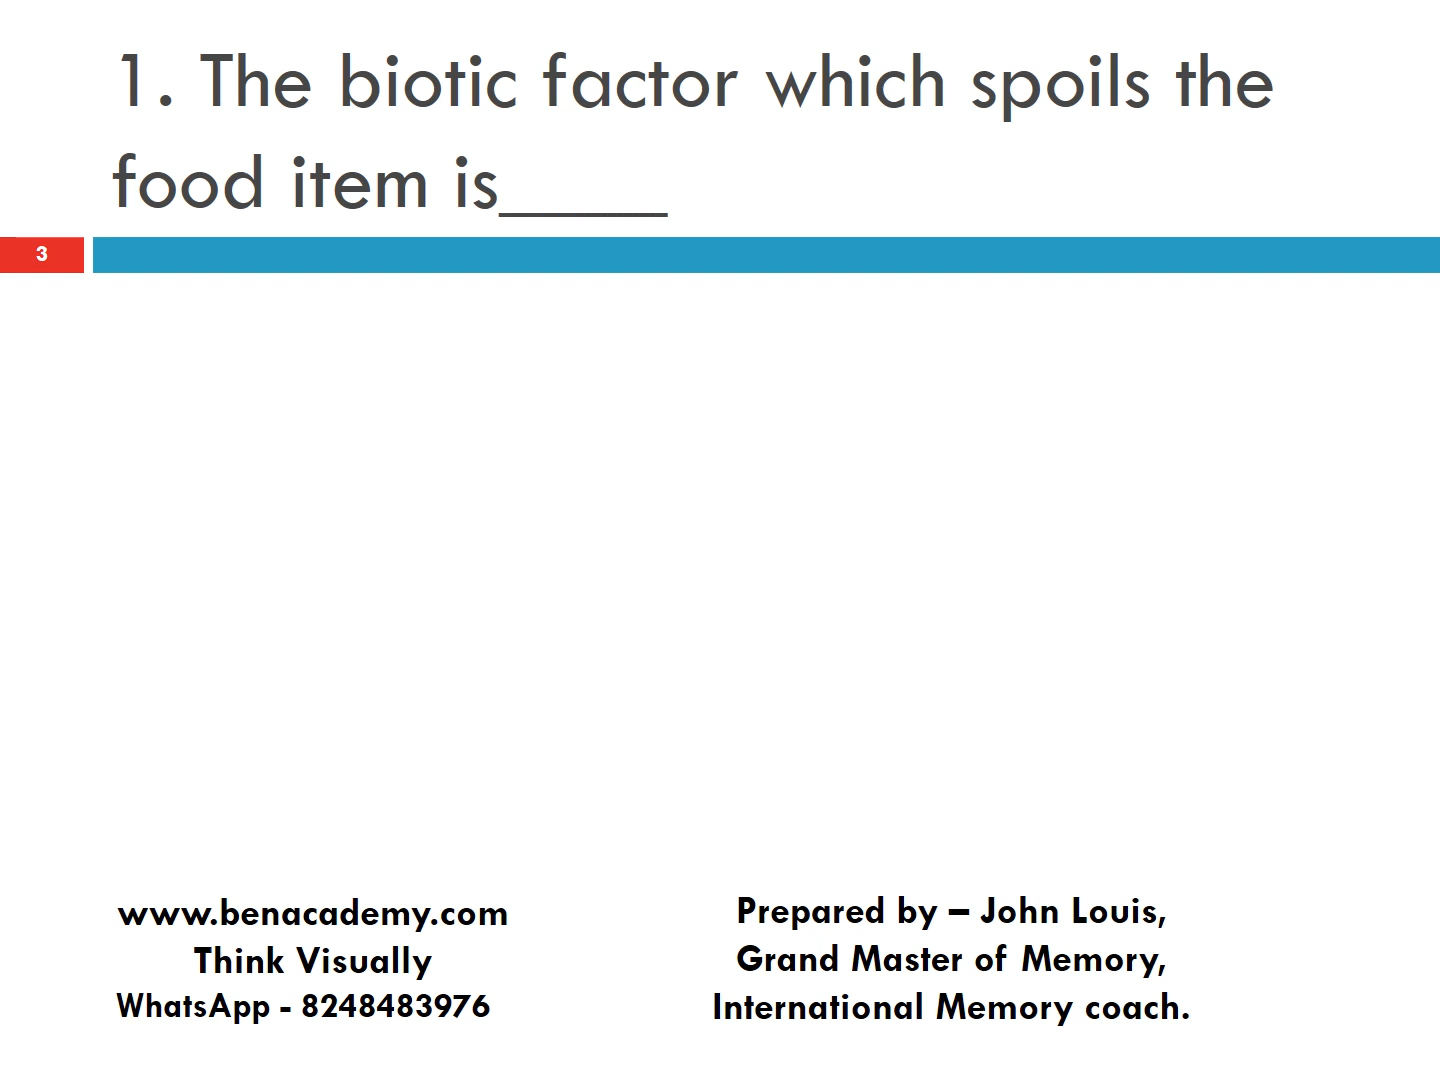 1. The biotic factor which spoils the
food item is______
3
www.benacademy.com
Think Visually
WhatsApp - 8248483976
Prepared by – John Louis,
Grand Master of Memory,
International Memory coach.